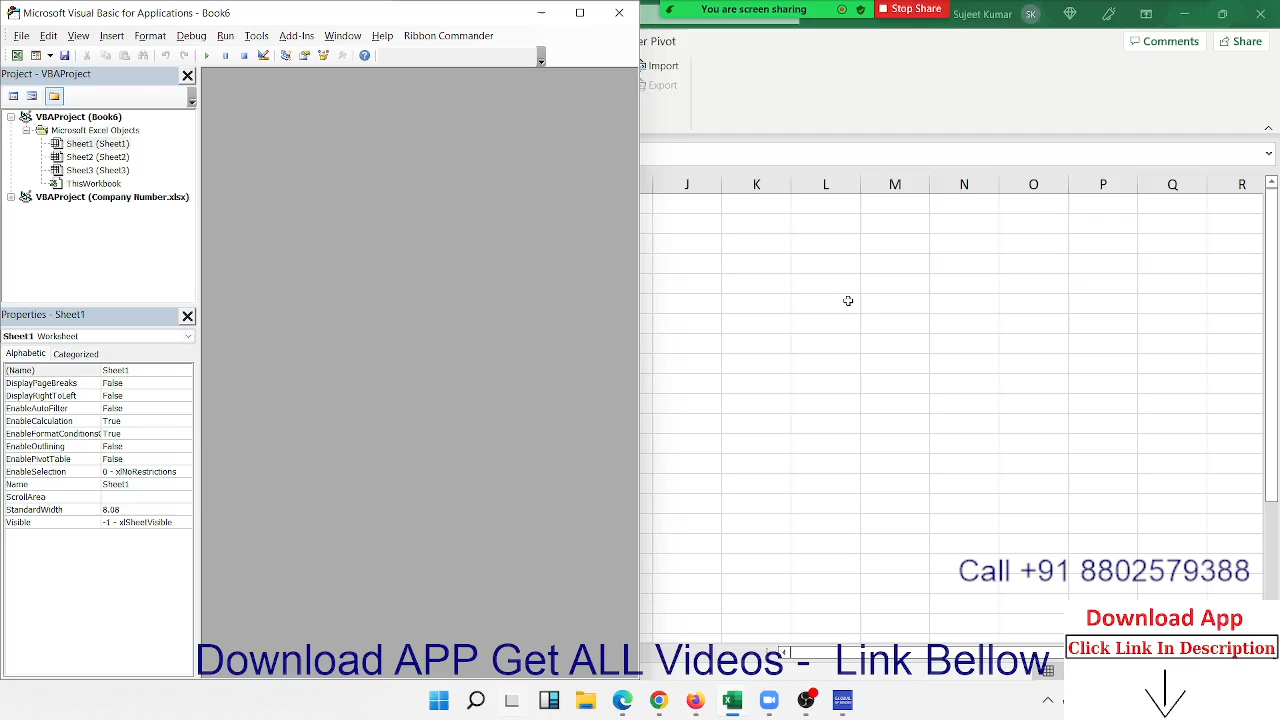 Microsoft Visual Basic for Applications - Book6
You are screen sharing
Stop Share
Sujeet Kumar
SK
File Edit View Insert Format Debug Run Tools Add-Ins Window Help Ribbon Commander
er Pivot
Comments
Share
Import
Export
Project - VBAProject
VBAProject (Book6)
Microsoft Excel Objects
Sheet1 (Sheet1)
Sheet2 (Sheet2)
Sheet3 (Sheet3)
ThisWorkbook
VBAProject (Company Number.xlsx)
J K L M N O P Q R
Properties - Sheet1
Sheet1 Worksheet
Alphabetic Categorized
(Name) Sheet1
DisplayPageBreaks False
DisplayRightToLeft False
EnableAutoFilter False
EnableCalculation True
EnableFormatConditions True
EnableOutlining False
EnablePivotTable False
EnableSelection 0 - xlNoRestrictions
Name Sheet1
ScrollArea
StandardWidth 8.08
Visible -1 - xlSheetVisible
Call +91 8802579388
Download App
Click Link In Description
Download APP Get ALL Videos - Link Bellow